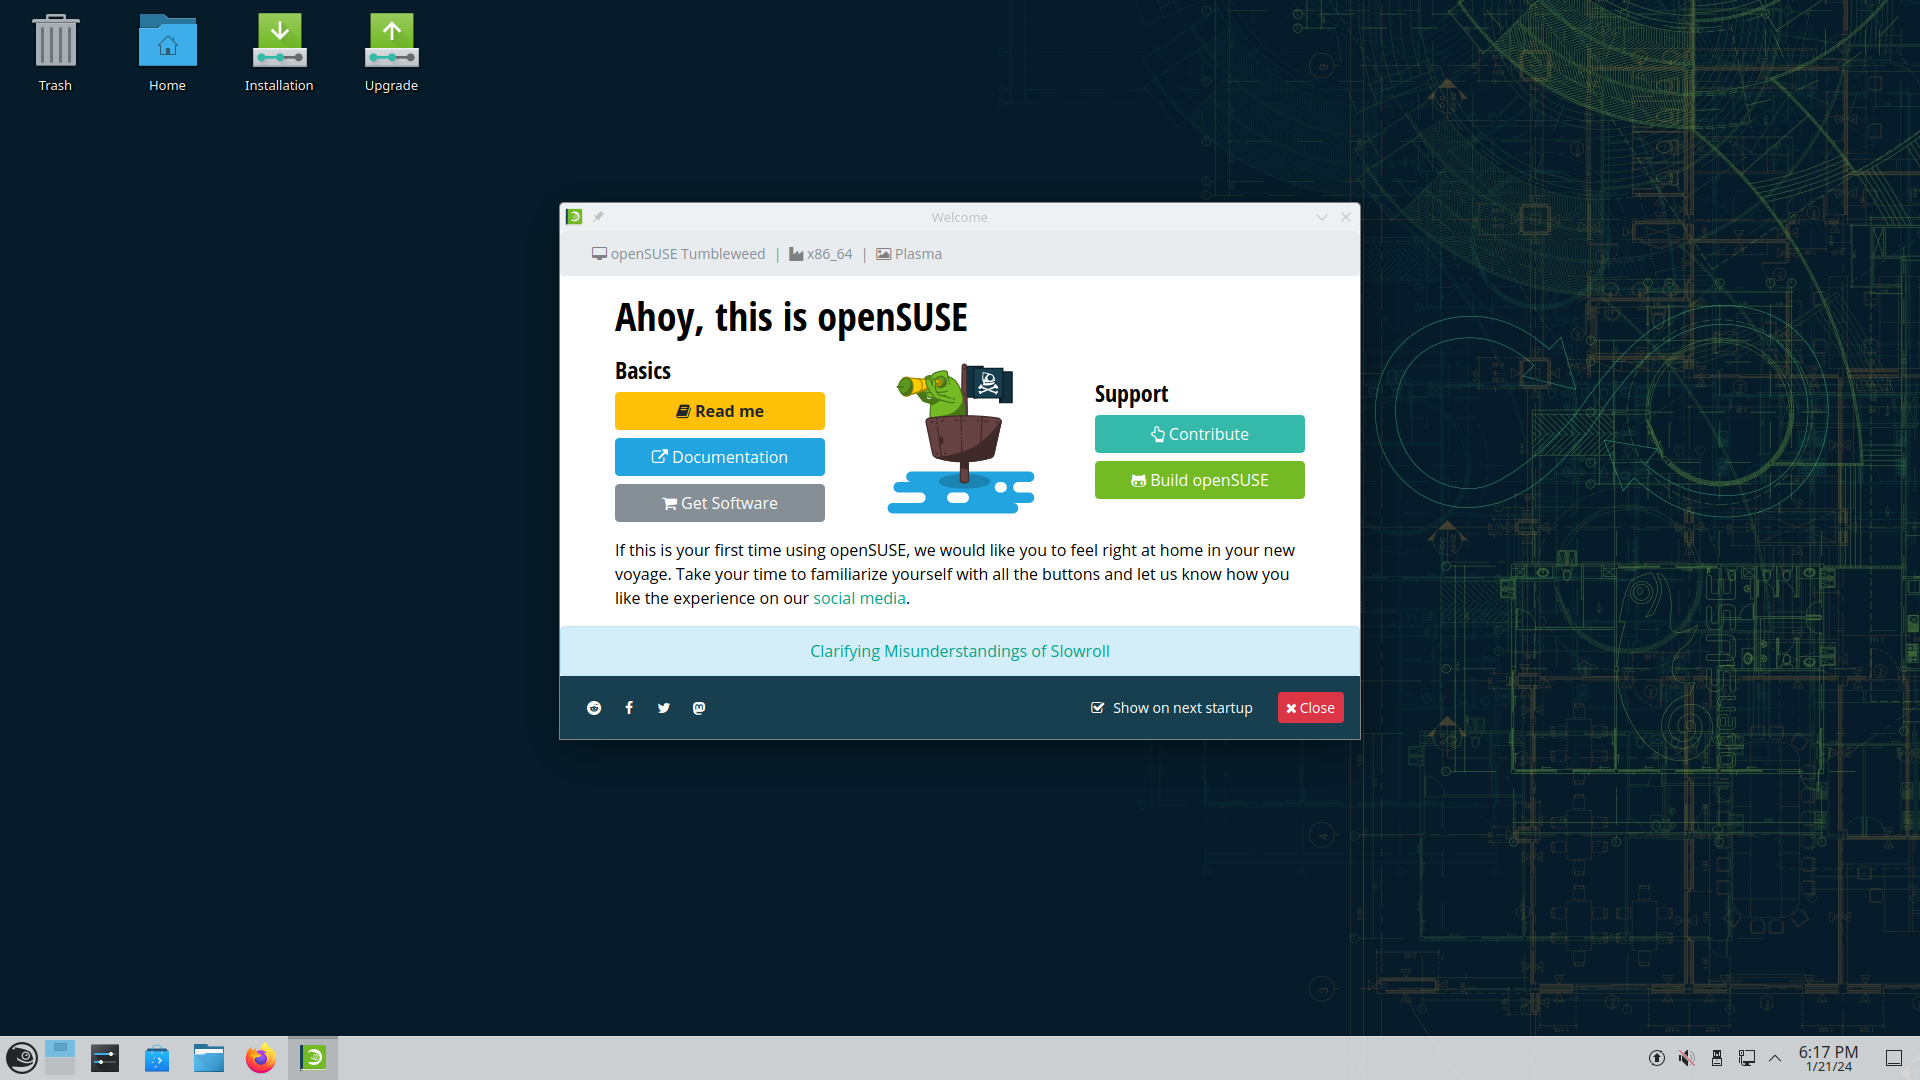 Trash
Home
Installation
Upgrade
Welcome
openSUSE Tumbleweed | x86_64 | Plasma
Ahoy, this is openSUSE
Basics
Read me
Documentation
Get Software
Support
Contribute
Build openSUSE
If this is your first time using openSUSE, we would like you to feel right at home in your new
voyage. Take your time to familiarize yourself with all the buttons and let us know how you
like the experience on our social media.
Clarifying Misunderstandings of Slowroll
Show on next startup
Close
openSUSE
6:17 PM
1/21/24